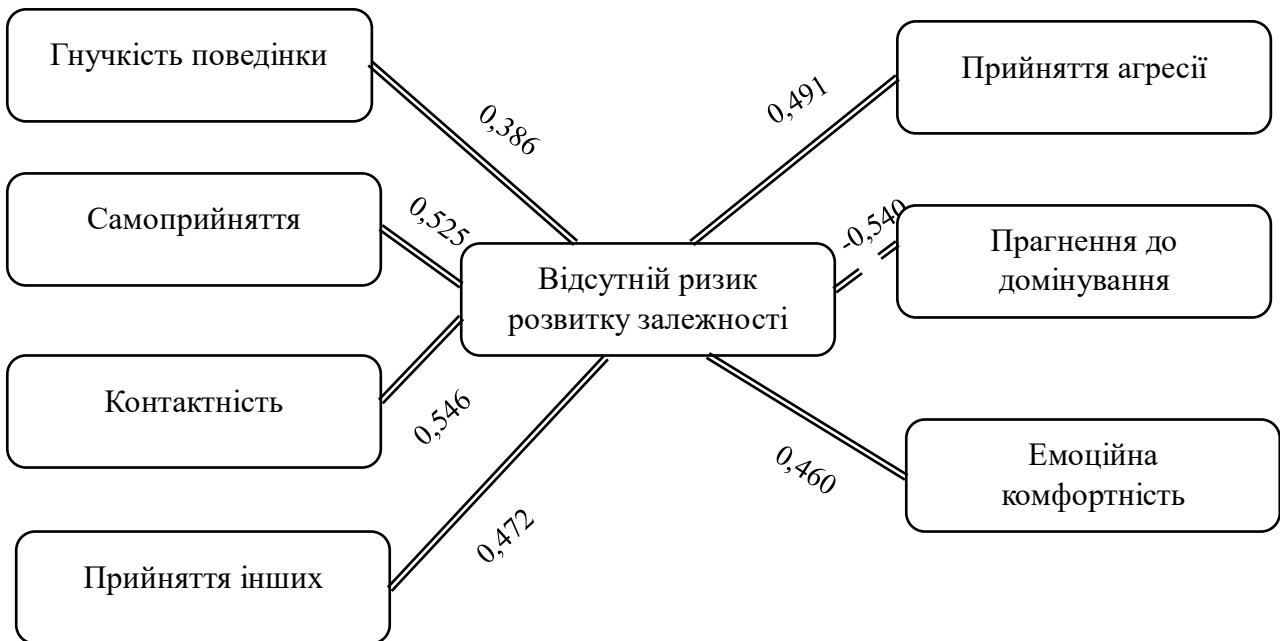 Гнучкість поведінки
Прийняття агресії
0,386
0,491
Самоприйняття
0,525
-0,540
Прагнення до
домінування
Відсутній ризик
розвитку залежності
Контактність
0,546
0,460
Емоційна
комфортність
0,472
Прийняття інших